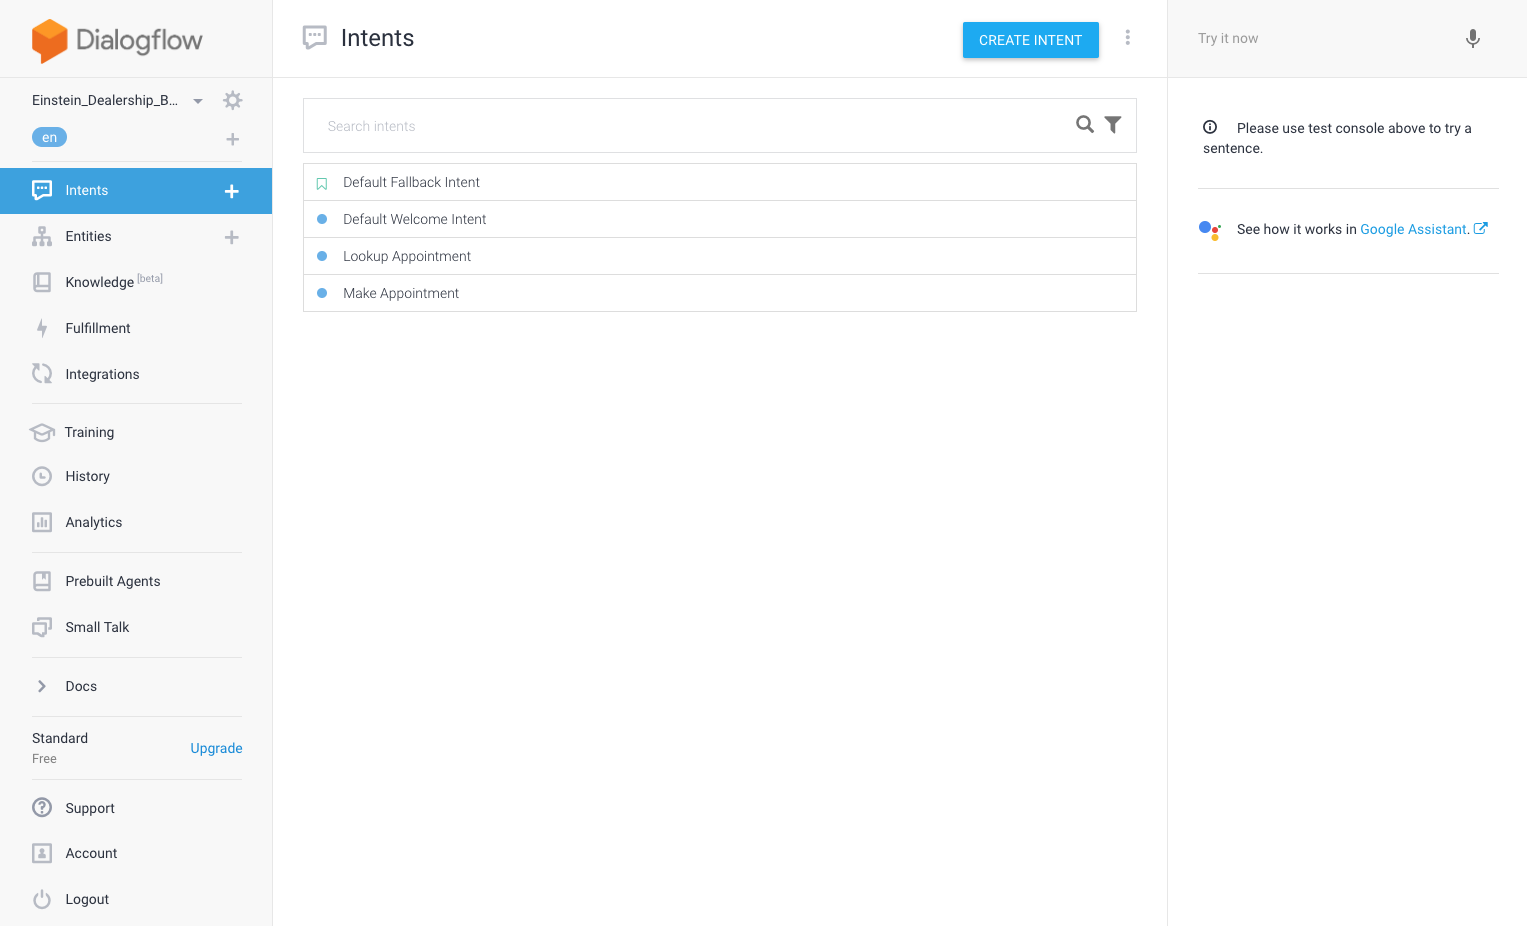 Dialogflow
Einstein_Dealership_B...
en
Intents
Entities
Knowledge [beta]
Fulfillment
Integrations
Training
History
Analytics
Prebuilt Agents
Small Talk
Docs
Standard
Free
Upgrade
Support
Account
Logout
Intents
CREATE INTENT
Search intents
Default Fallback Intent
Default Welcome Intent
Lookup Appointment
Make Appointment
Try it now
Please use test console above to try a
sentence.
See how it works in Google Assistant.